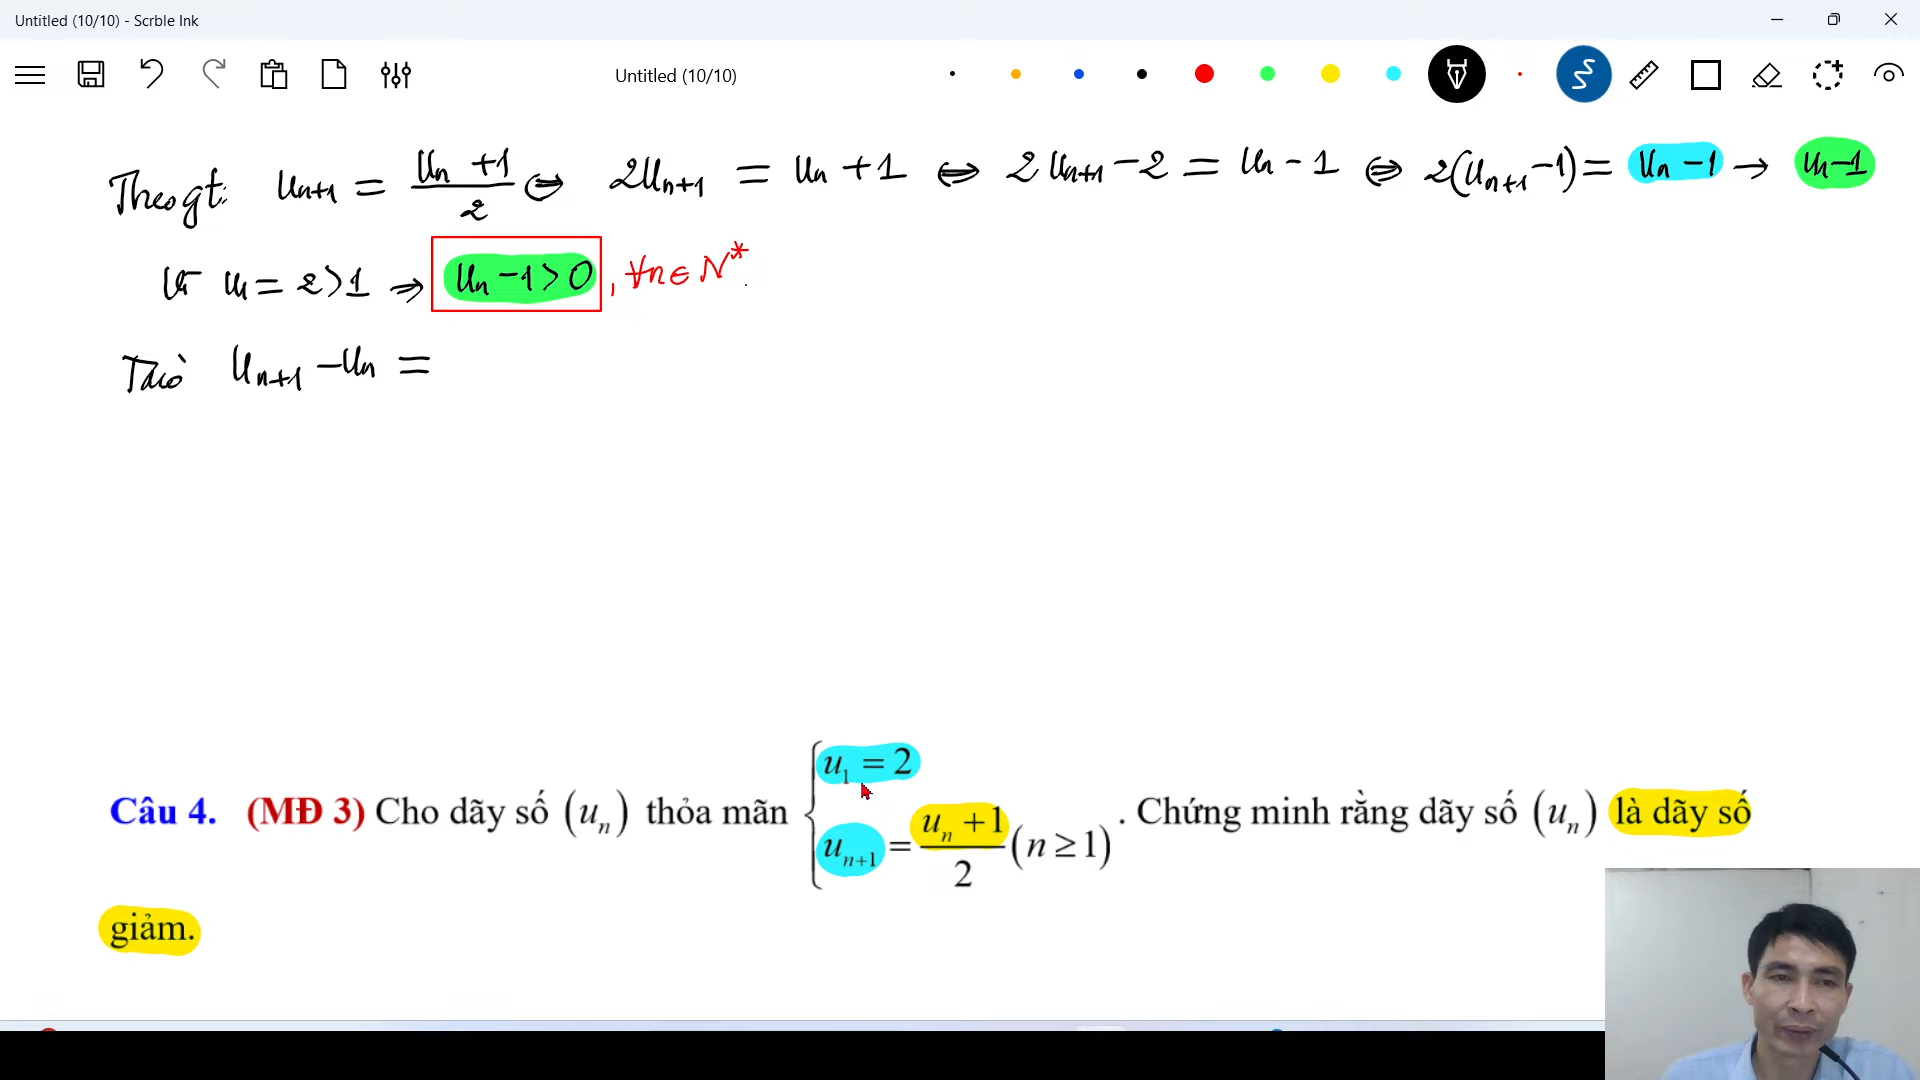 Untitled (10/10) - Scrble Ink
Untitled (10/10)
Theo gt: uₙ₊₁ = (uₙ + 1)/2 ⇔ 2uₙ₊₁ = uₙ + 1 ⇔ 2uₙ₊₁ - 2 = uₙ - 1 ⇔ 2(uₙ₊₁ - 1) = uₙ - 1 → u₁ - 1
Vì u₁ = 2 > 1 ⇒ uₙ - 1 > 0, ∀n ∈ N*
uₙ₊₁ - uₙ =
Câu 4. (MĐ 3) Cho dãy số (uₙ) thỏa mãn { u₁ = 2
uₙ₊₁ = (uₙ + 1)/2 (n ≥ 1) . Chứng minh rằng dãy số (uₙ) là dãy số
giảm.